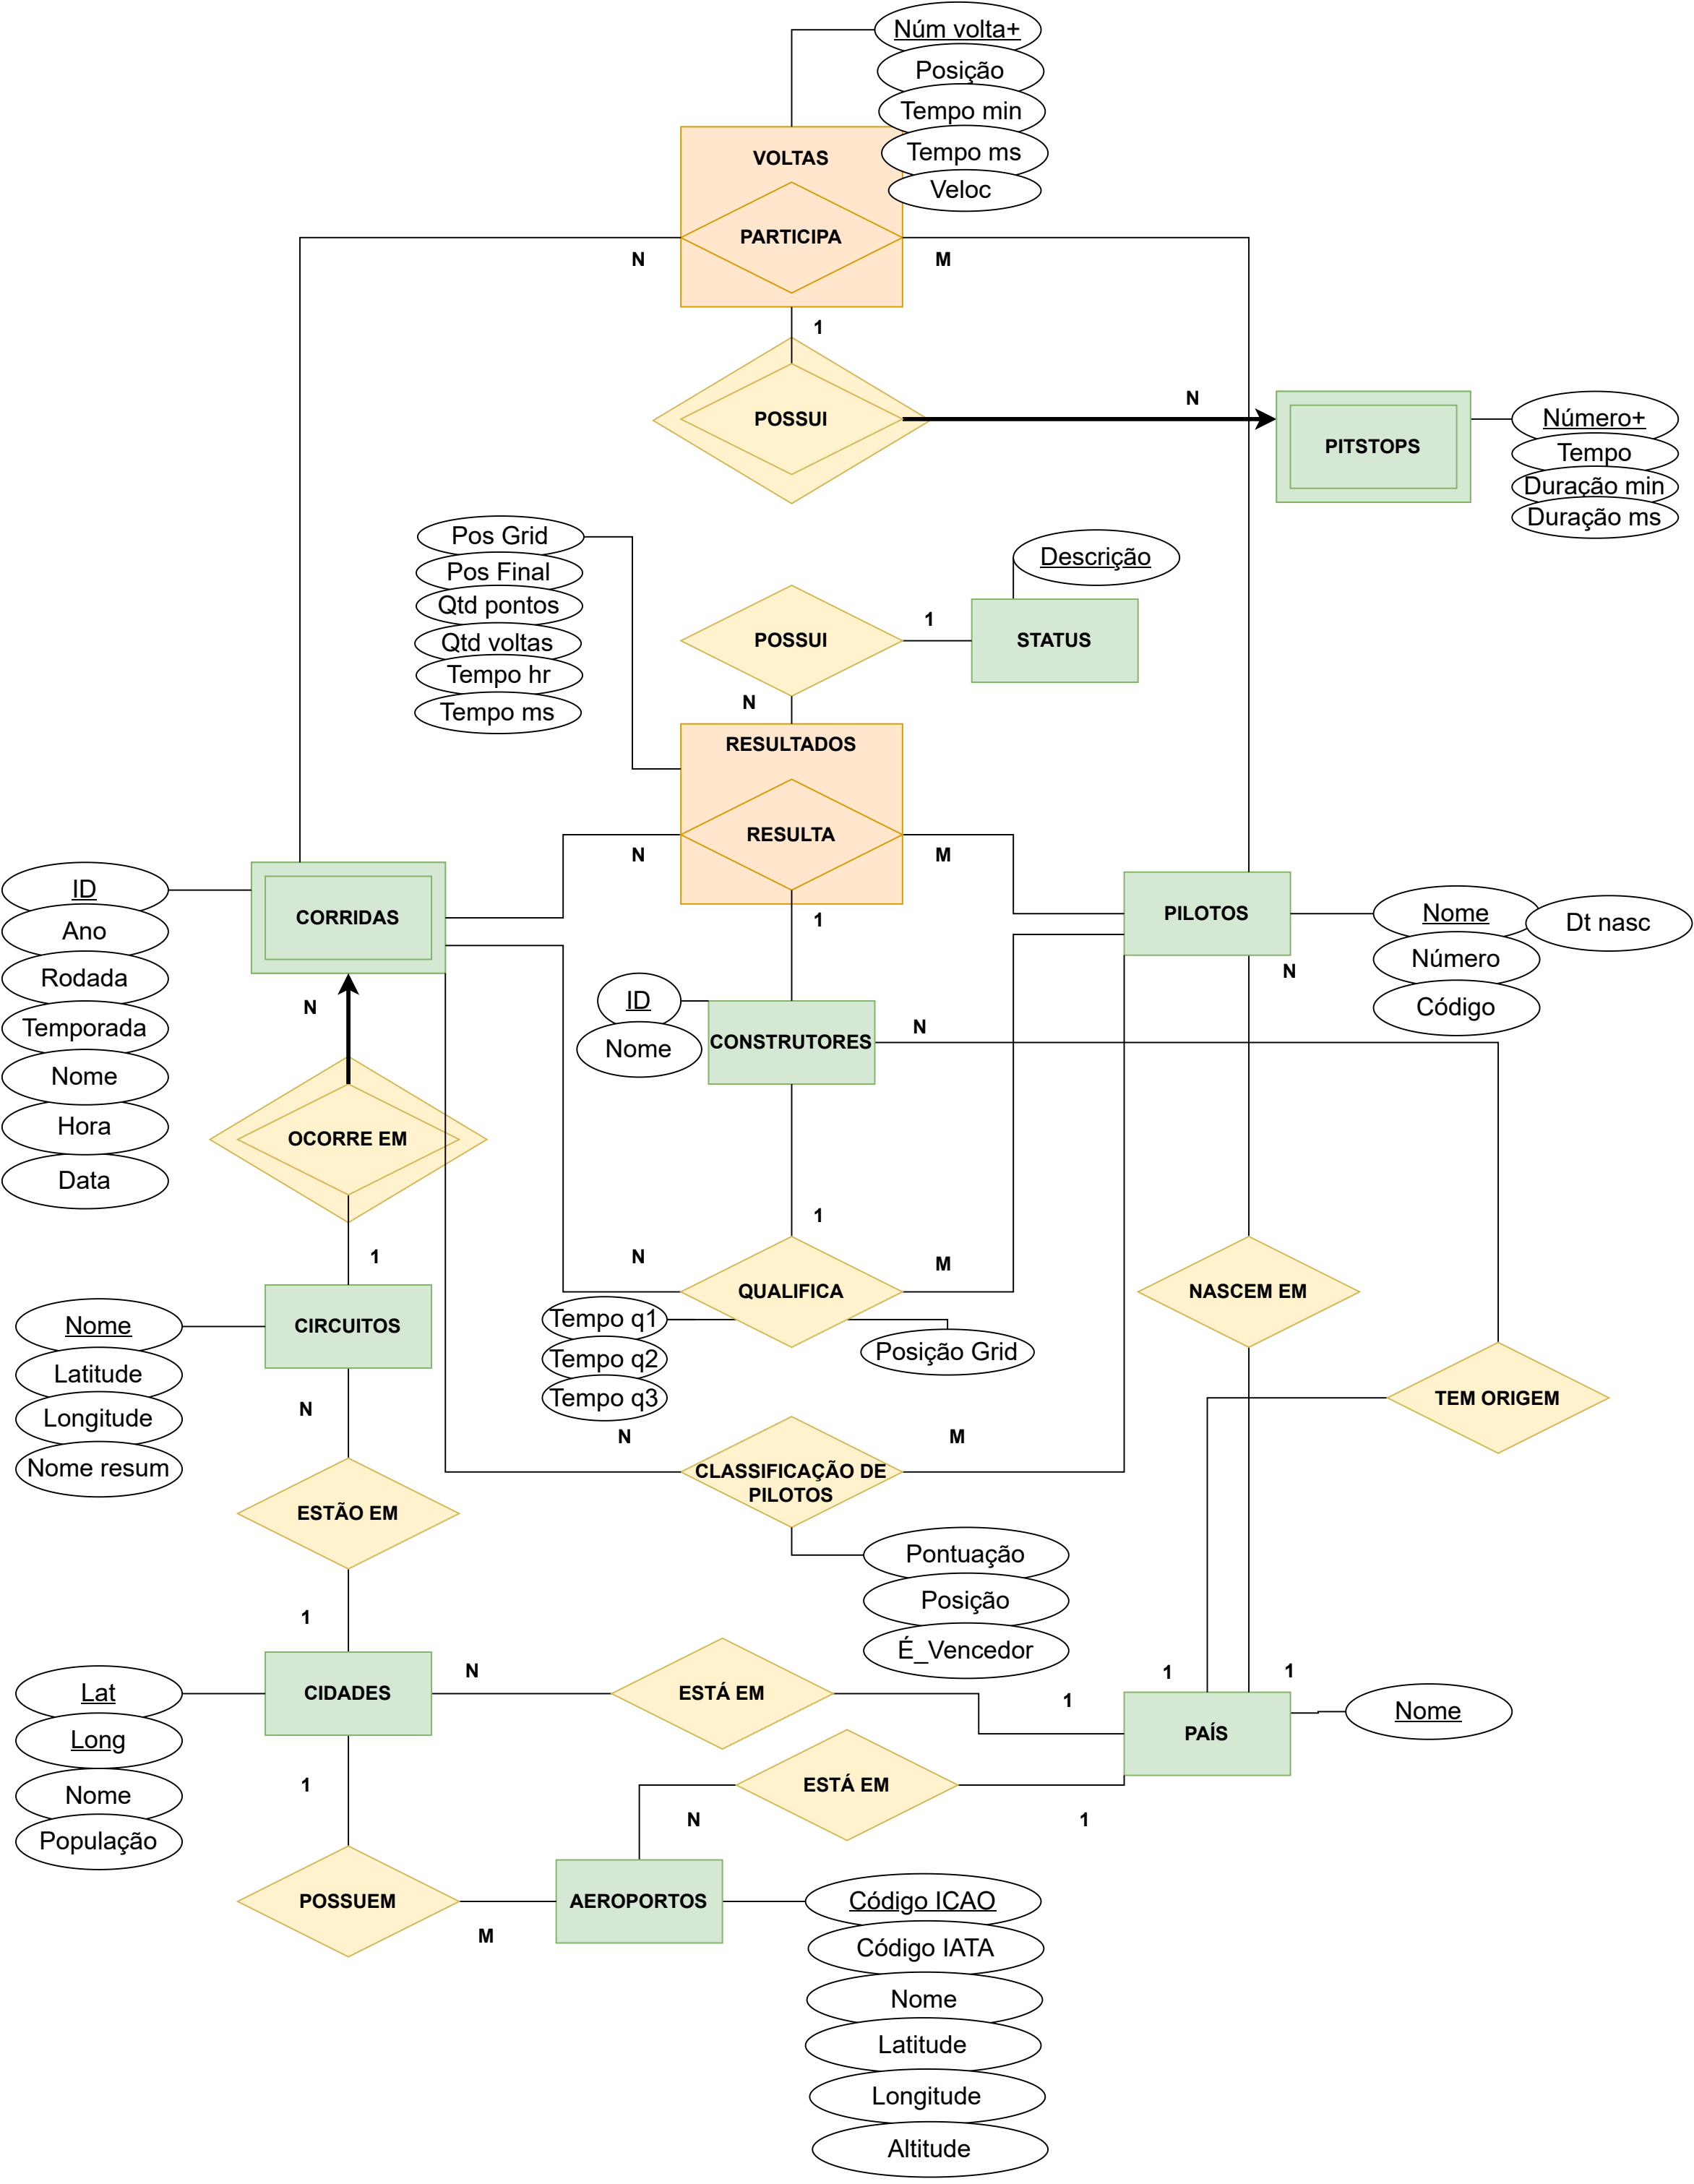 Núm volta+
Posição
Tempo min
Tempo ms
Veloc
VOLTAS
PARTICIPA
N
M
1
POSSUI
N
PITSTOPS
Número+
Tempo
Duração min
Duração ms
Pos Grid
Pos Final
Qtd pontos
Qtd voltas
Tempo hr
Tempo ms
Descrição
POSSUI
1
STATUS
N
RESULTADOS
RESULTA
N
M
1
ID
Ano
Rodada
Temporada
Nome
Hora
Data
CORRIDAS
N
PILOTOS
N
Nome
Dt nasc
Número
Código
ID
Nome
CONSTRUTORES
N
OCORRE EM
1
1
N
M
QUALIFICA
NASCEM EM
Nome
Latitude
Longitude
Nome resum
CIRCUITOS
N
Tempo q1
Tempo q2
Tempo q3
Posição Grid
TEM ORIGEM
N
M
CLASSIFICAÇÃO DE
PILOTOS
ESTÃO EM
1
Pontuação
Posição
É_Vencedor
Lat
Long
Nome
População
CIDADES
N
ESTÁ EM
1
1
1
PAÍS
Nome
1
ESTÁ EM
N
1
POSSUEM
M
AEROPORTOS
Código ICAO
Código IATA
Nome
Latitude
Longitude
Altitude